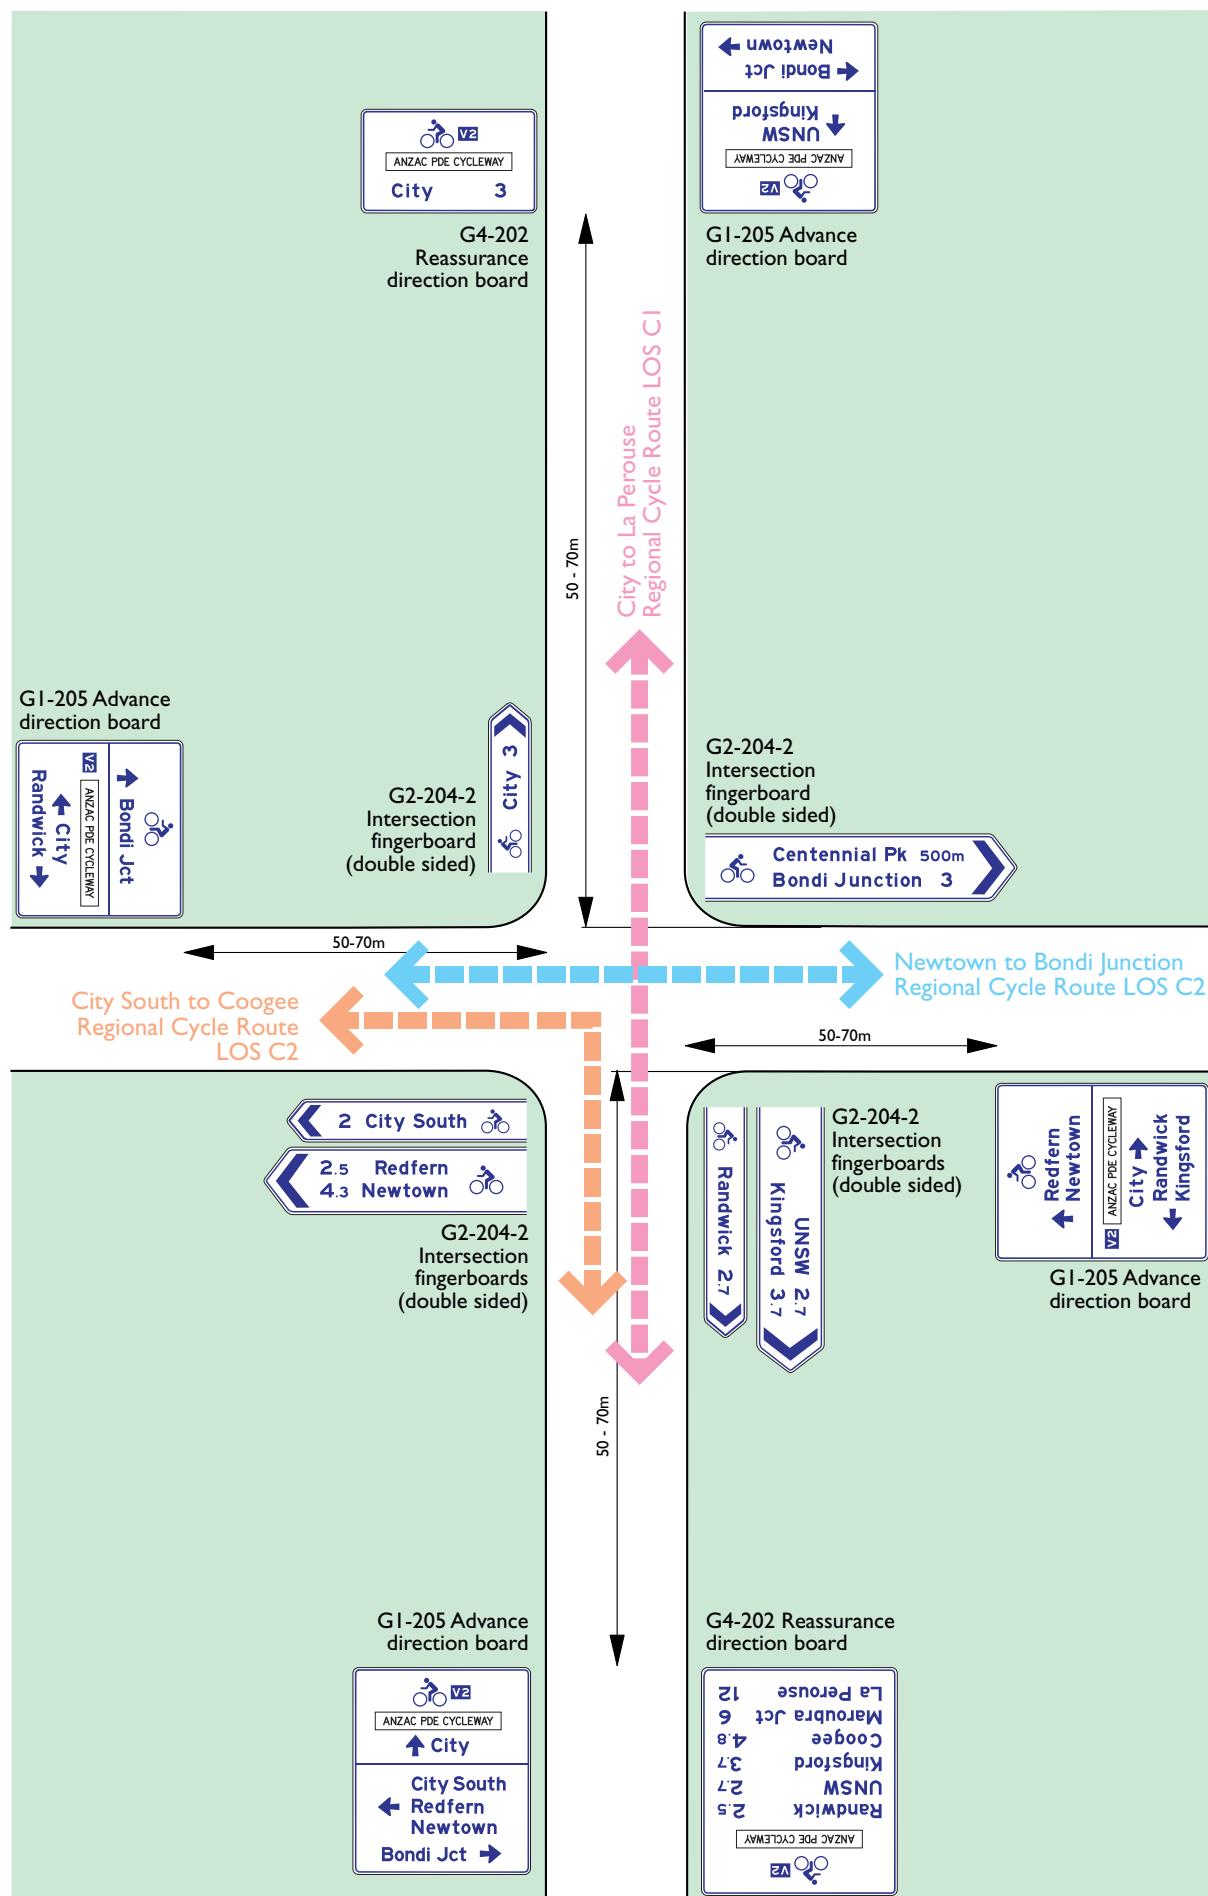 V2
ANZAC PDE CYCLEWAY
City 3
G4-202
Reassurance
direction board
V2
ANZAC PDE CYCLEWAY
UNSW
Kingsford
Bondi Jct
Newtown
G1-205 Advance
direction board
City to La Perouse
Regional Cycle Route LOS C1
50 - 70m
G1-205 Advance
direction board
Bondi Jct
V2 ANZAC PDE CYCLEWAY
City
Randwick
City 3
G2-204-2
Intersection
fingerboard
(double sided)
G2-204-2
Intersection
fingerboard
(double sided)
Centennial Pk 500m
Bondi Junction 3
50-70m
Newtown to Bondi Junction
Regional Cycle Route LOS C2
City South to Coogee
Regional Cycle Route
LOS C2
50-70m
2 City South
2.5 Redfern
4.3 Newtown
G2-204-2
Intersection
fingerboards
(double sided)
Randwick 2.7
UNSW 2.7
Kingsford 3.7
G2-204-2
Intersection
fingerboards
(double sided)
Redfern
Newtown
V2 ANZAC PDE CYCLEWAY
City
Randwick
Kingsford
G1-205 Advance
direction board
50 - 70m
G1-205 Advance
direction board
V2
ANZAC PDE CYCLEWAY
City
City South
Redfern
Newtown
Bondi Jct
G4-202 Reassurance
direction board
V2
ANZAC PDE CYCLEWAY
Randwick 2.5
UNSW 2.7
Kingsford 3.7
Coogee 4.8
Maroubra Jct 6
La Perouse 12